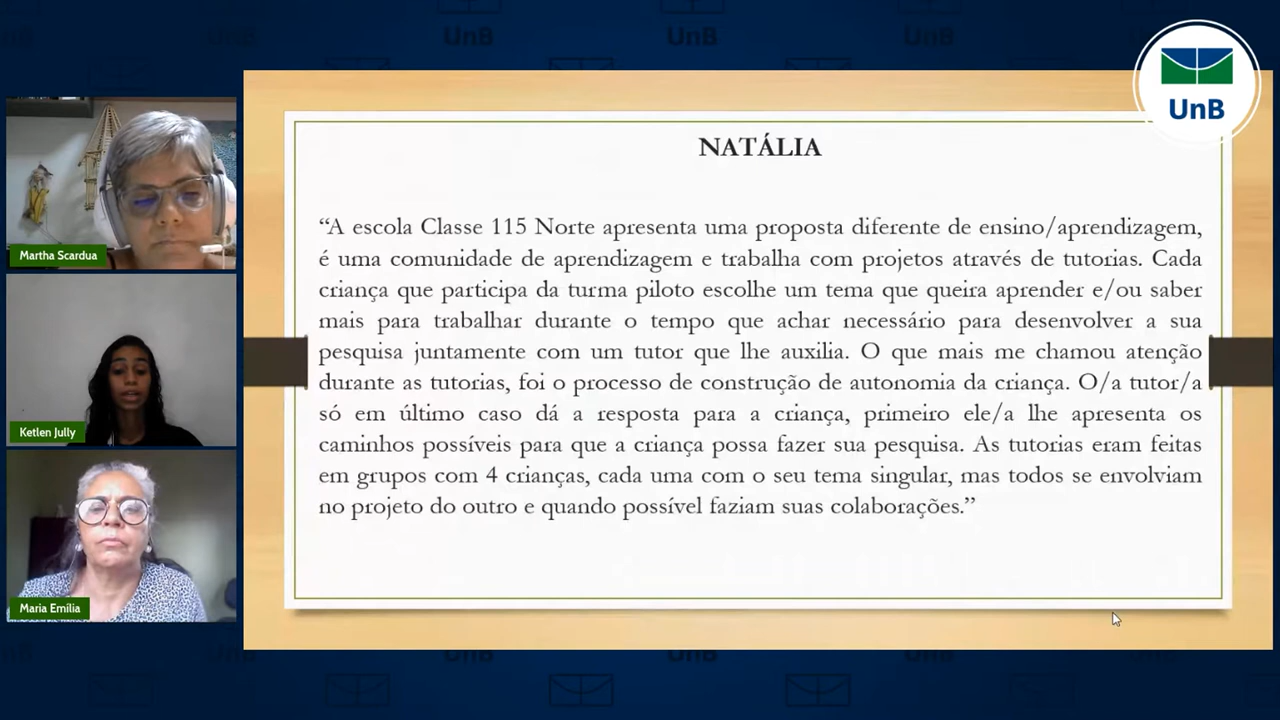 UnB UnB UnB
UnB
NATÁLIA
“A escola Classe 115 Norte apresenta uma proposta diferente de ensino/aprendizagem,
é uma comunidade de aprendizagem e trabalha com projetos através de tutorias. Cada
criança que participa da turma piloto escolhe um tema que queira aprender e/ou saber
mais para trabalhar durante o tempo que achar necessário para desenvolver a sua
pesquisa juntamente com um tutor que lhe auxilia. O que mais me chamou atenção
durante as tutorias, foi o processo de construção de autonomia da criança. O/a tutor/a
só em último caso dá a resposta para a criança, primeiro ele/a lhe apresenta os
caminhos possíveis para que a criança possa fazer sua pesquisa. As tutorias eram feitas
em grupos com 4 crianças, cada uma com o seu tema singular, mas todos se envolviam
no projeto do outro e quando possível faziam suas colaborações.”
Martha Scardua
Ketlen Jully
Maria Emília